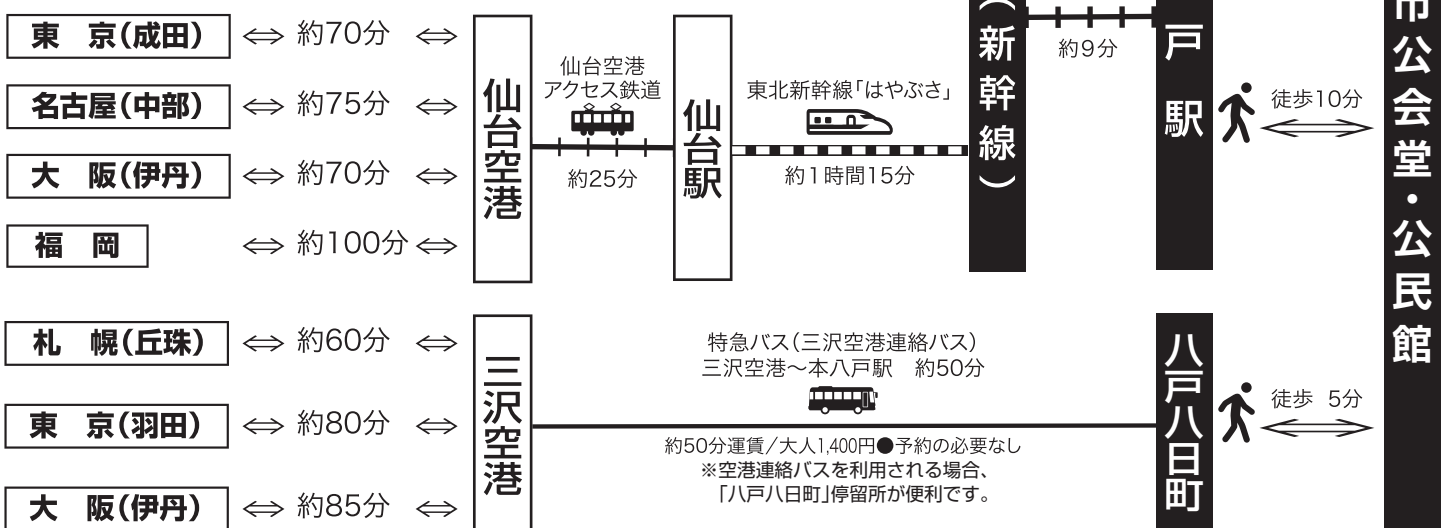 東　京(成田)
約70分
名古屋(中部)
約75分
大　阪(伊丹)
約70分
福　岡
約100分
仙台空港
仙台空港
アクセス鉄道
約25分
仙台駅
東北新幹線「はやぶさ」
約1時間15分
(新幹線)
約9分
戸駅
徒歩10分
市公会堂・公民館
札　幌(丘珠)
約60分
東　京(羽田)
約80分
大　阪(伊丹)
約85分
三沢空港
特急バス(三沢空港連絡バス)
三沢空港〜本八戸駅　約50分
約50分運賃/大人1,400円●予約の必要なし
※空港連絡バスを利用される場合、
「八戸八日町」停留所が便利です。
八戸八日町
徒歩 5分